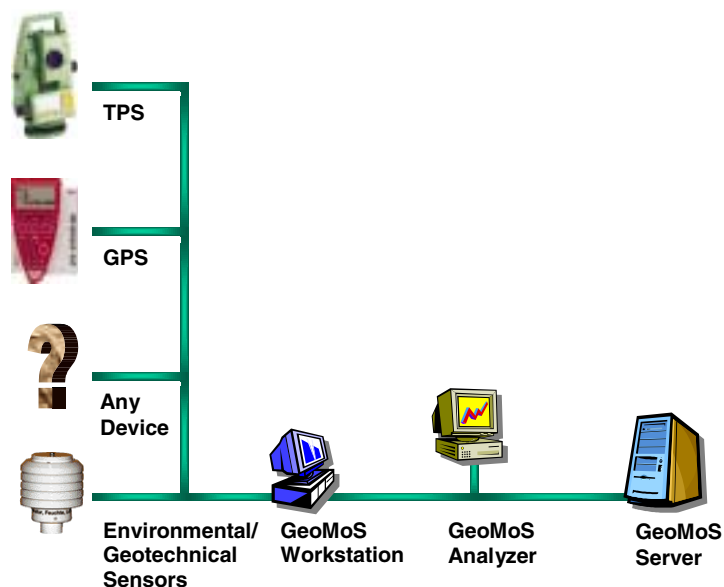 TPS
GPS
Any
Device
Environmental/
Geotechnical
Sensors
GeoMoS
Workstation
GeoMoS
Analyzer
GeoMoS
Server